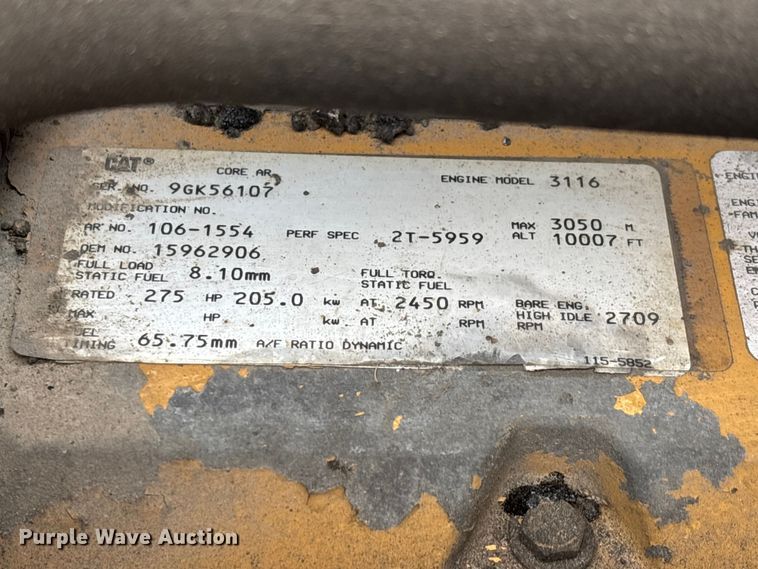 CAT® CORE AR
SER. NO. 9GK56107 ENGINE MODEL 3116
MODIFICATION NO.
AR NO. 106-1554 PERF SPEC 2T-5959 MAX ALT 3050 M 10007 FT
OEM NO. 15962906
FULL LOAD STATIC FUEL 8.10mm FULL TORQ. STATIC FUEL
RATED 275 HP 205.0 kw AT 2450 RPM BARE ENG. HIGH IDLE RPM 2709
MAX HP kw AT RPM
TIMING 65.75mm A/F RATIO DYNAMIC
115-5852
ENGIN
ENGI
FAM
Purple Wave Auction